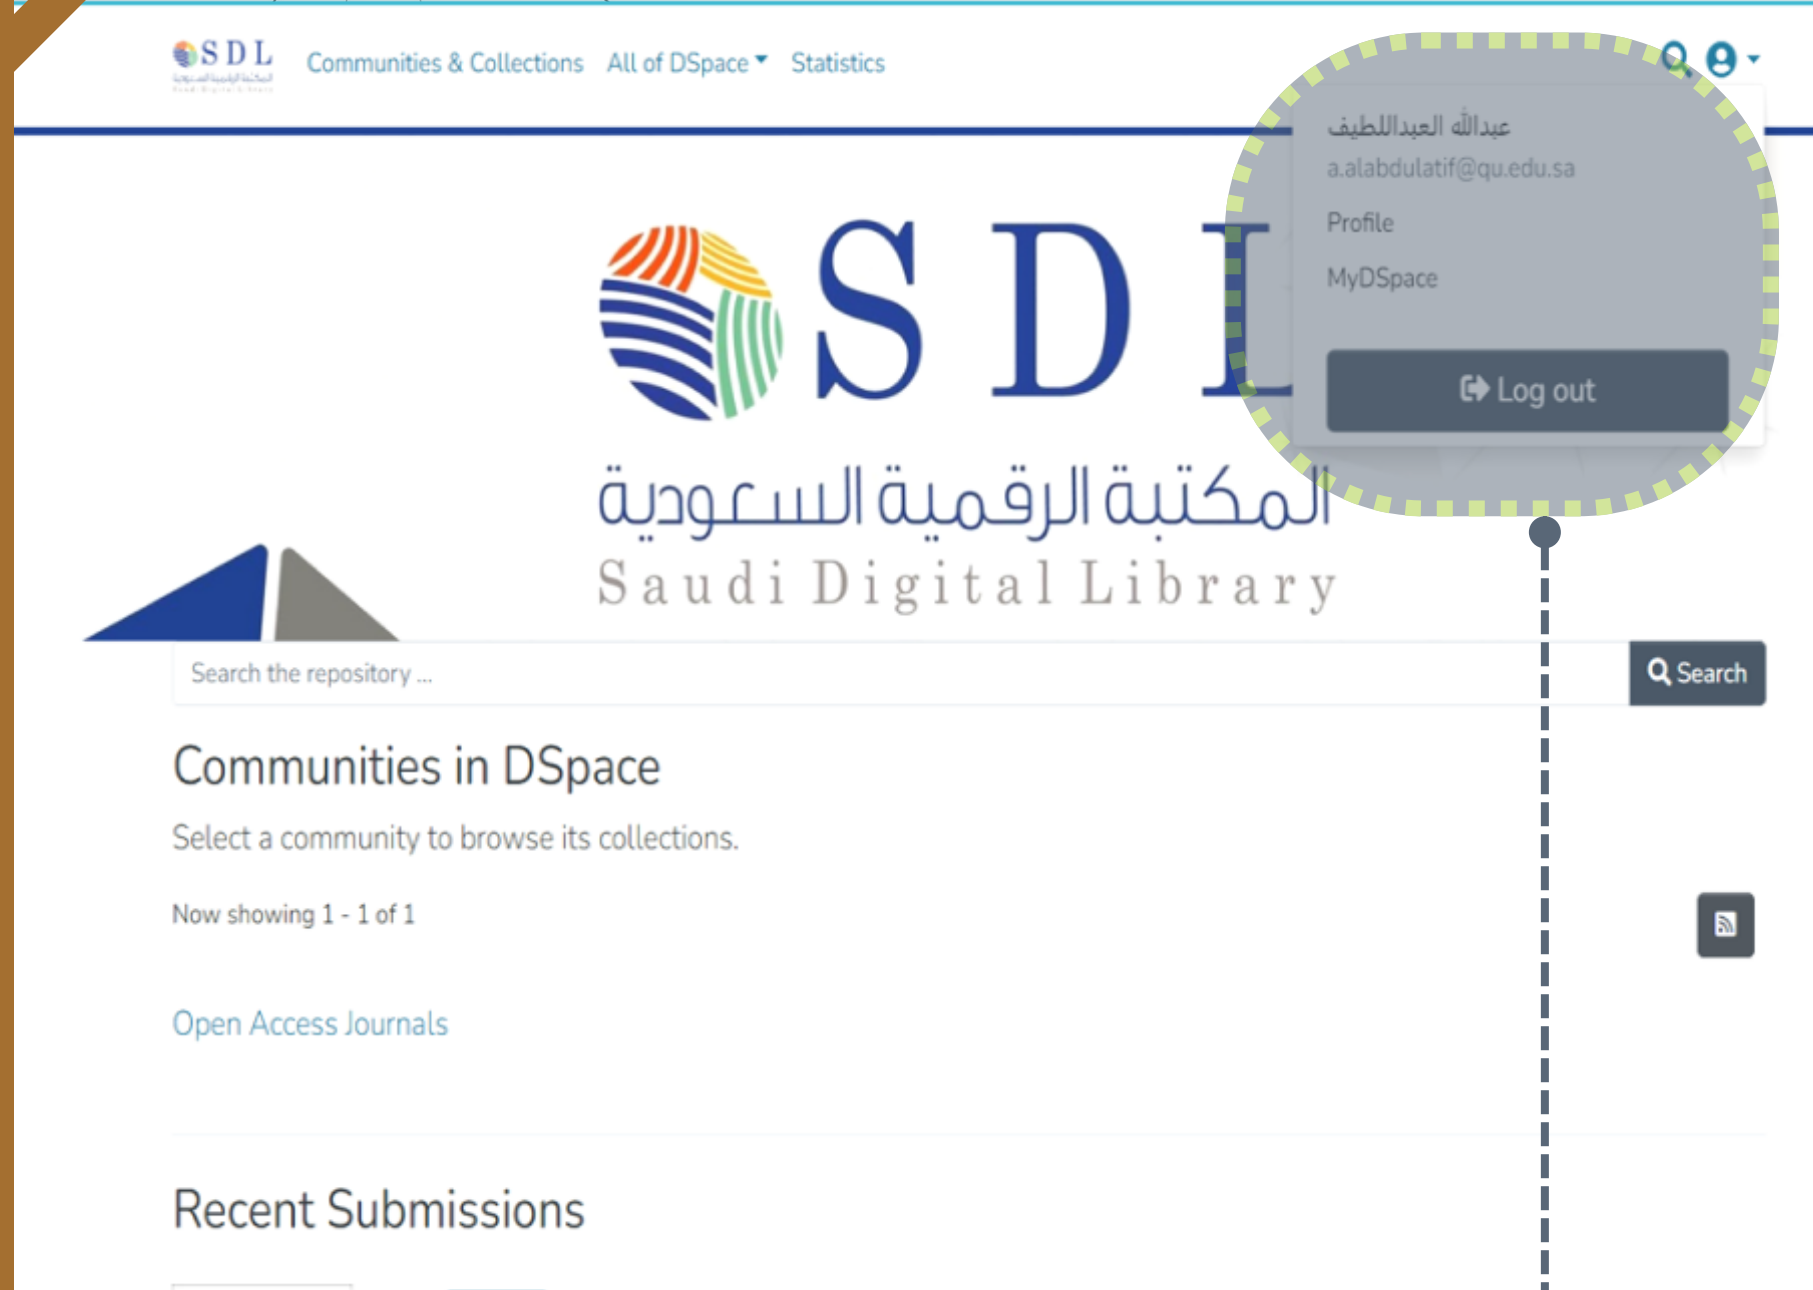 SDL
Communities & Collections All of DSpace Statistics
عبدالله العبداللطيف
a.alabdulatif@qu.edu.sa
Profile
MyDSpace
Log out
S D L
المكتبة الرقمية السعودية
Saudi Digital Library
Search the repository ...
Search
Communities in DSpace
Select a community to browse its collections.
Now showing 1 - 1 of 1
Open Access Journals
Recent Submissions